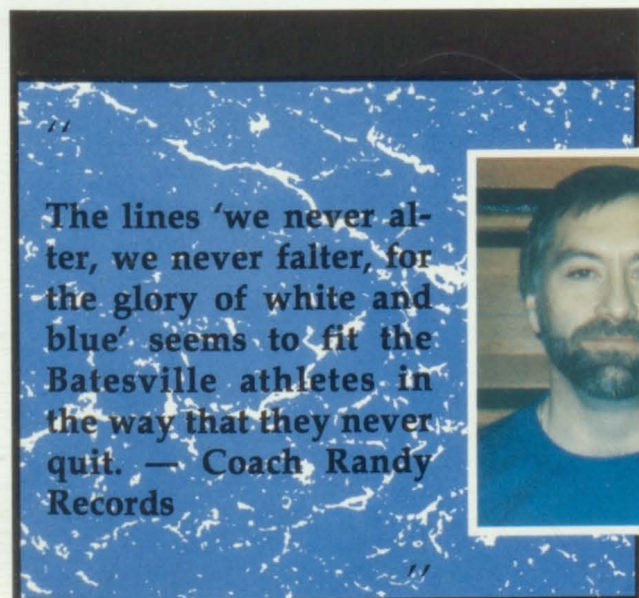 "
The lines 'we never al-
ter, we never falter, for
the glory of white and
blue' seems to fit the
Batesville athletes in
the way that they never
quit. — Coach Randy
Records
"